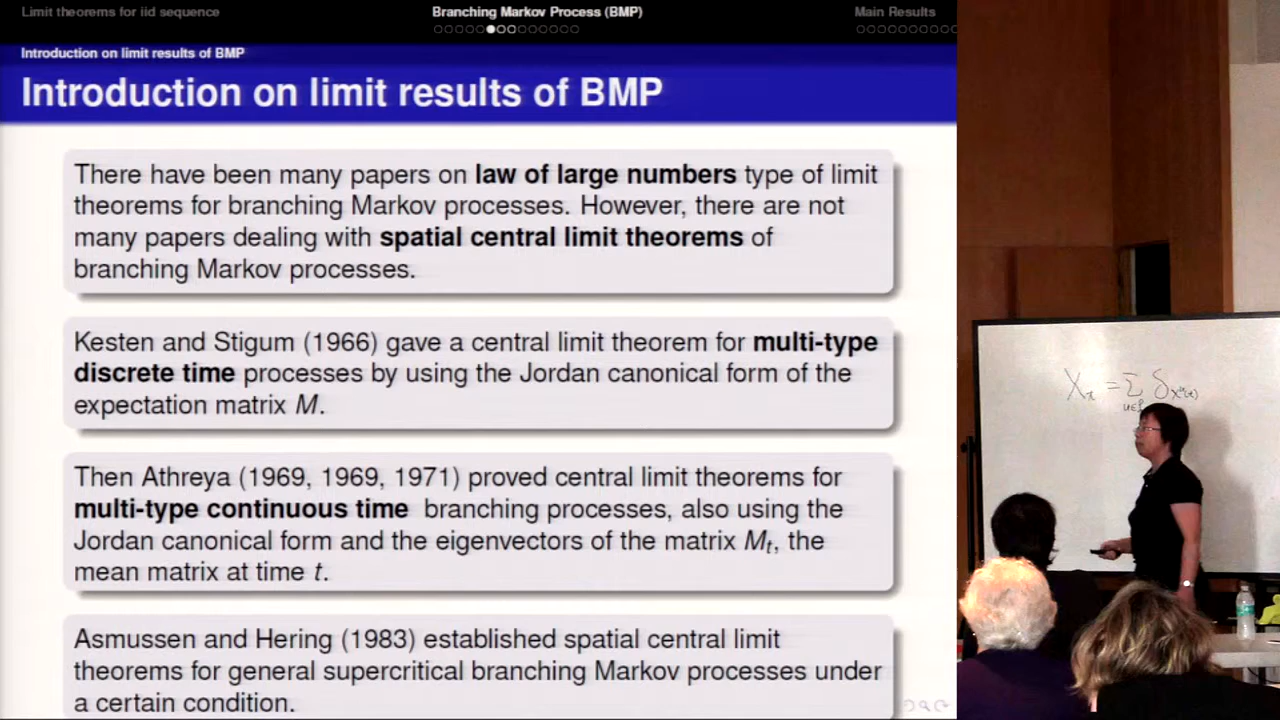 Limit theorems for iid sequence
Branching Markov Process (BMP)
Main Results
Introduction on limit results of BMP
Introduction on limit results of BMP
There have been many papers on law of large numbers type of limit
theorems for branching Markov processes. However, there are not
many papers dealing with spatial central limit theorems of
branching Markov processes.
Kesten and Stigum (1966) gave a central limit theorem for multi-type
discrete time processes by using the Jordan canonical form of the
expectation matrix M.
Then Athreya (1969, 1969, 1971) proved central limit theorems for
multi-type continuous time branching processes, also using the
Jordan canonical form and the eigenvectors of the matrix Mₜ, the
mean matrix at time t.
Asmussen and Hering (1983) established spatial central limit
theorems for general supercritical branching Markov processes under
a certain condition.